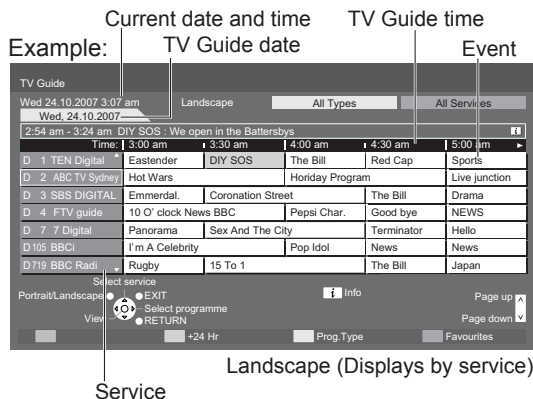 Current date and time TV Guide time
Example: TV Guide date Event
TV Guide
Wed 24.10.2007 3:07 am Landscape All Types All Services
Wed, 24.10.2007
2:54 am - 3:24 am DIY SOS : We open in the Battersbys i
Time: 3:00 am 3:30 am 4:00 am 4:30 am 5:00 am
D 1 TEN Digital Eastender DIY SOS The Bill Red Cap Sports
D 2 ABC TV Sydney Hot Wars Horiday Program Live junction
D 3 SBS DIGITAL Emmerdal. Coronation Street The Bill Drama
D 4 FTV guide 10 O' clock News BBC Pepsi Char. Good bye NEWS
D 7 7 Digital Panorama Sex And The City Terminator Hello
D105 BBCi I' m A Celebrity Pop Idol News News
D719 BBC Radi Rugby 15 To 1 The Bill Japan
Select service
Portrait/Landscape EXIT i Info Page up
Select programme
View RETURN Page down
+24 Hr Prog.Type Favourites
Landscape (Displays by service)
Service